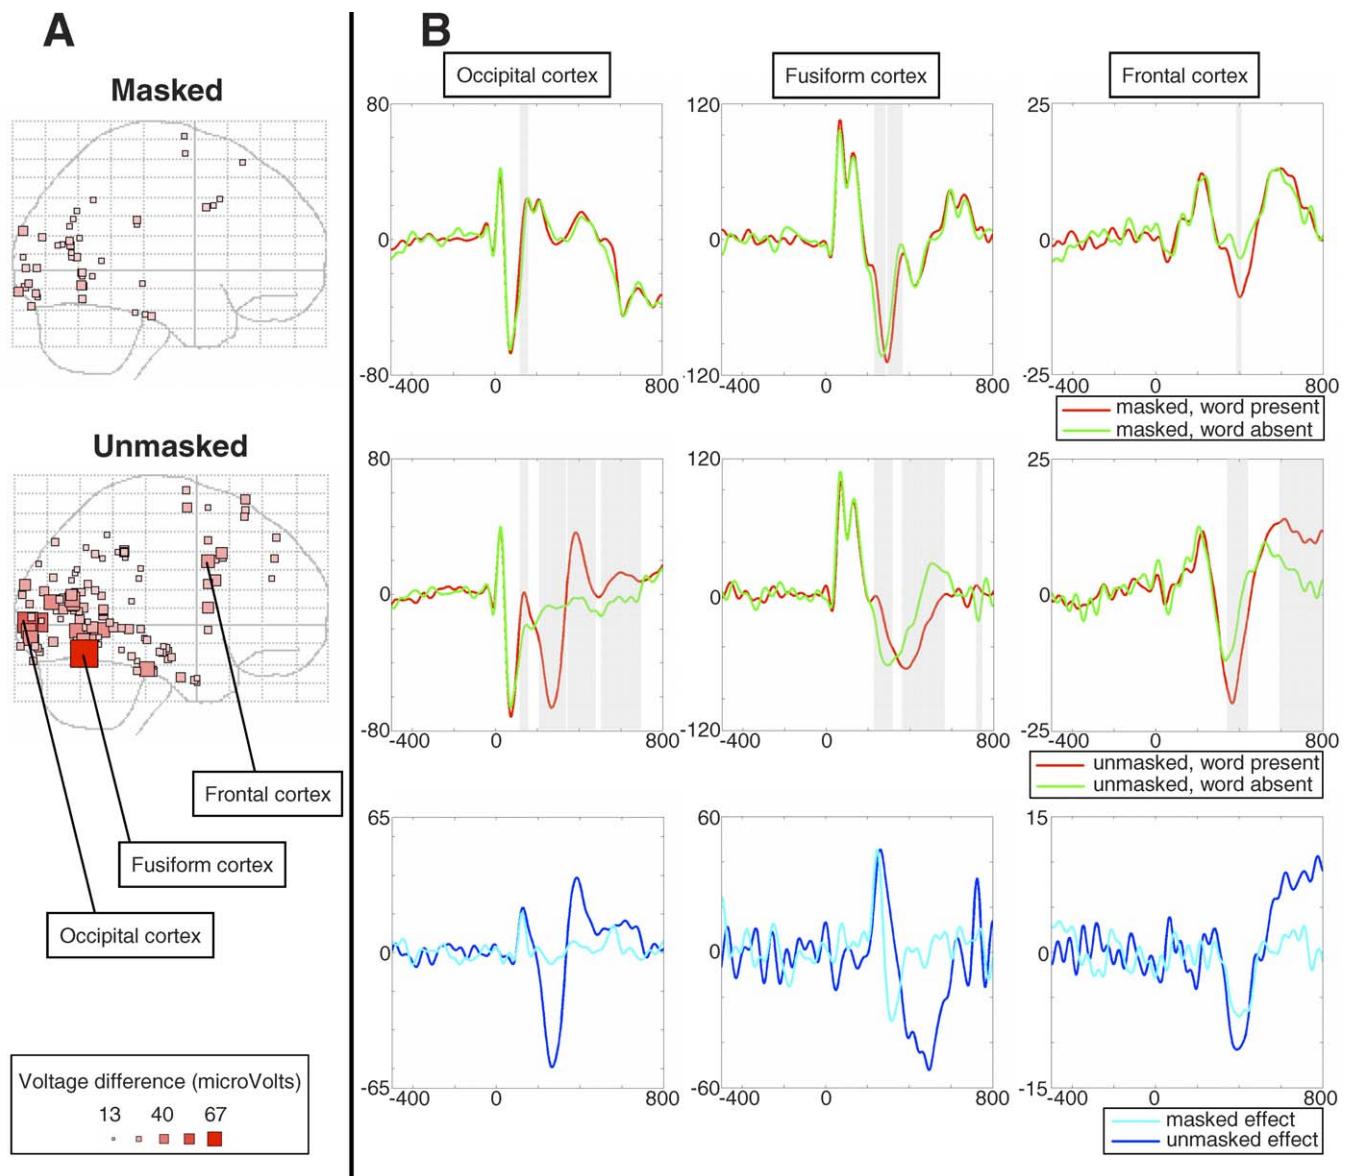 A
B
Masked
Unmasked
Frontal cortex
Fusiform cortex
Occipital cortex
Voltage difference (microVolts)
13 40 67
Occipital cortex Fusiform cortex Frontal cortex
80 120 25
0 0 0
-80 -120 -25
-400 0 800 -400 0 800 -400 0 800
masked, word present
masked, word absent
80 120 25
0 0 0
-80 -120 -25
-400 0 800 -400 0 800 -400 0 800
unmasked, word present
unmasked, word absent
65 60 15
0 0 0
-65 -60 -15
-400 0 800 -400 0 800 -400 0 800
masked effect
unmasked effect